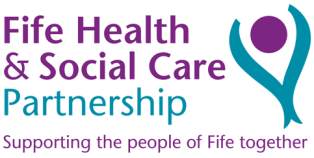 Fife Health
& Social Care
Partnership
Supporting the people of Fife together